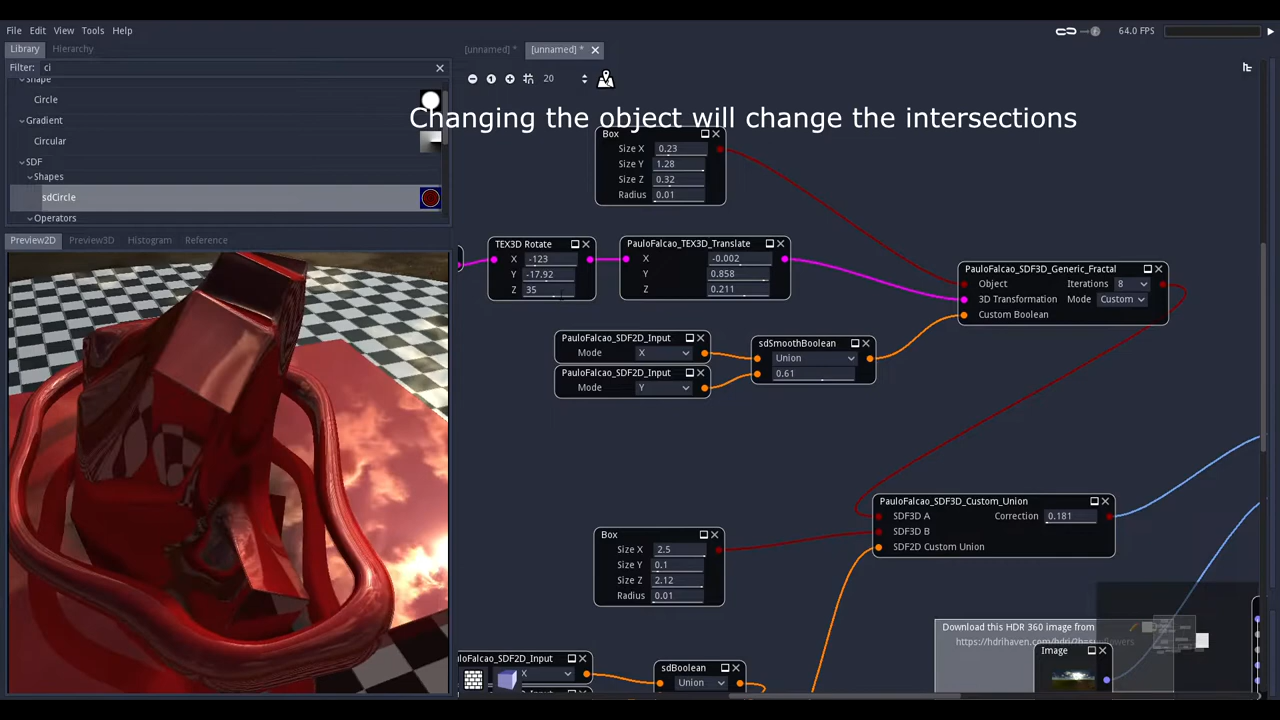 File Edit View Tools Help
64.0 FPS
Library Hierarchy
[unnamed] * [unnamed] *
Filter: ci
20
Shape
Circle
Gradient
Circular
SDF
Shapes
sdCircle
Operators
Changing the object will change the intersections
Box
Size X 0.23
Size Y 1.28
Size Z 0.32
Radius 0.01
Preview2D Preview3D Histogram Reference
TEX3D Rotate
X -123
Y -17.92
Z 35
PauloFalcao_TEX3D_Translate
X -0.002
Y 0.858
Z 0.211
PauloFalcao_SDF3D_Generic_Fractal
Object Iterations 8
3D Transformation Mode Custom
Custom Boolean
PauloFalcao_SDF2D_Input
Mode X
PauloFalcao_SDF2D_Input
Mode Y
sdSmoothBoolean
Union
0.61
PauloFalcao_SDF3D_Custom_Union
SDF3D A Correction 0.181
SDF3D B
SDF2D Custom Union
Box
Size X 2.5
Size Y 0.1
Size Z 2.12
Radius 0.01
Download this HDR 360 image from
Image
PauloFalcao_SDF2D_Input
X
sdBoolean
Union